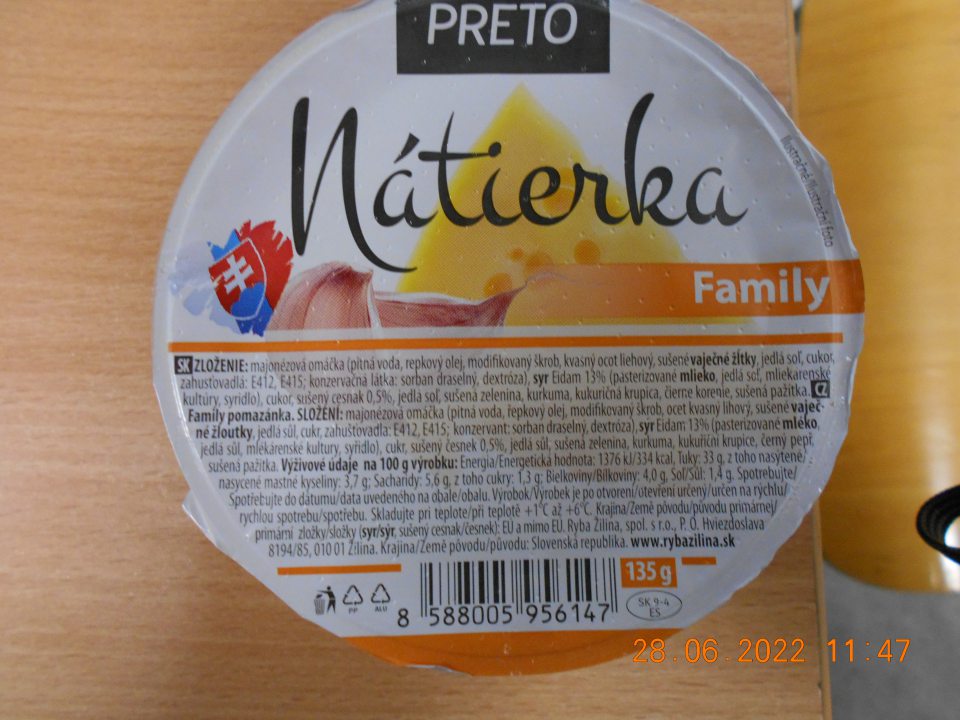 PRETO
Nátierka
Ilustračné/Ilustrační foto
Family
SK ZLOŽENIE: majonézová omáčka (pitná voda, repkový olej, modifikovaný škrob, kvasný ocot liehový, sušené vaječné žĺtky, jedlá soľ, cukor,
zahusťovadlá: E412, E415; konzervačná látka: sorban draselný, dextróza), syr Eidam 13% (pasterizované mlieko, jedlá soľ, mliekarenské
kultúry, syridlo), cukor, sušený cesnak 0,5%, jedlá soľ, sušená zelenina, kurkuma, kukuričná krupica, čierne korenie, sušená pažítka. CZ
Family pomazánka. SLOŽENÍ: majonézová omáčka (pitná voda, řepkový olej, modifikovaný škrob, ocet kvasný lihový, sušené vaječ-
né žloutky, jedlá sůl, cukr, zahušťovadla: E412, E415; konzervant: sorban draselný, dextróza), syr Eidam: 13% (pasterizované mléko,
jedlá sůl, mlékárenské kultury, syřidlo), cukr, sušený česnek 0,5%, jedlá sůl, sušená zelenina, kurkuma, kukuřiční krupice, černý pepř,
sušená pažitka. Výživové údaje na 100 g výrobku: Energia/Energetická hodnota: 1376 kJ/334 kcal, Tuky: 33 g, z toho nasýtené/
nasycené mastné kyseliny: 3,7 g; Sacharidy: 5,6 g, z toho cukry: 1,3 g; Bielkoviny/Bílkoviny: 4,0 g, Soľ/Sůl: 1,4 g. Spotrebujte/
Spotřebujte do dátumu/data uvedeného na obale/obalu. Výrobok/Výrobek je po otvorení/otevření určený/určen na rýchlu/
rychlou spotrebu/spotřebu. Skladujte pri teplote/při teplotě +1°C až +6°C. Krajina/Země pôvodu/původu primárnej/
primární zložky/složky (syr/sýr, sušený cesnak/česnek): EU a mimo EU. Ryba Žilina, spol. s r.o., P. O. Hviezdoslava
8194/85, 010 01 Žilina. Krajina/Země pôvodu/původu: Slovenská republika. www.rybazilina.sk
135 g
PP
ALU
8 588005 956147
SK 9-4
ES
28.06.2022 11:47